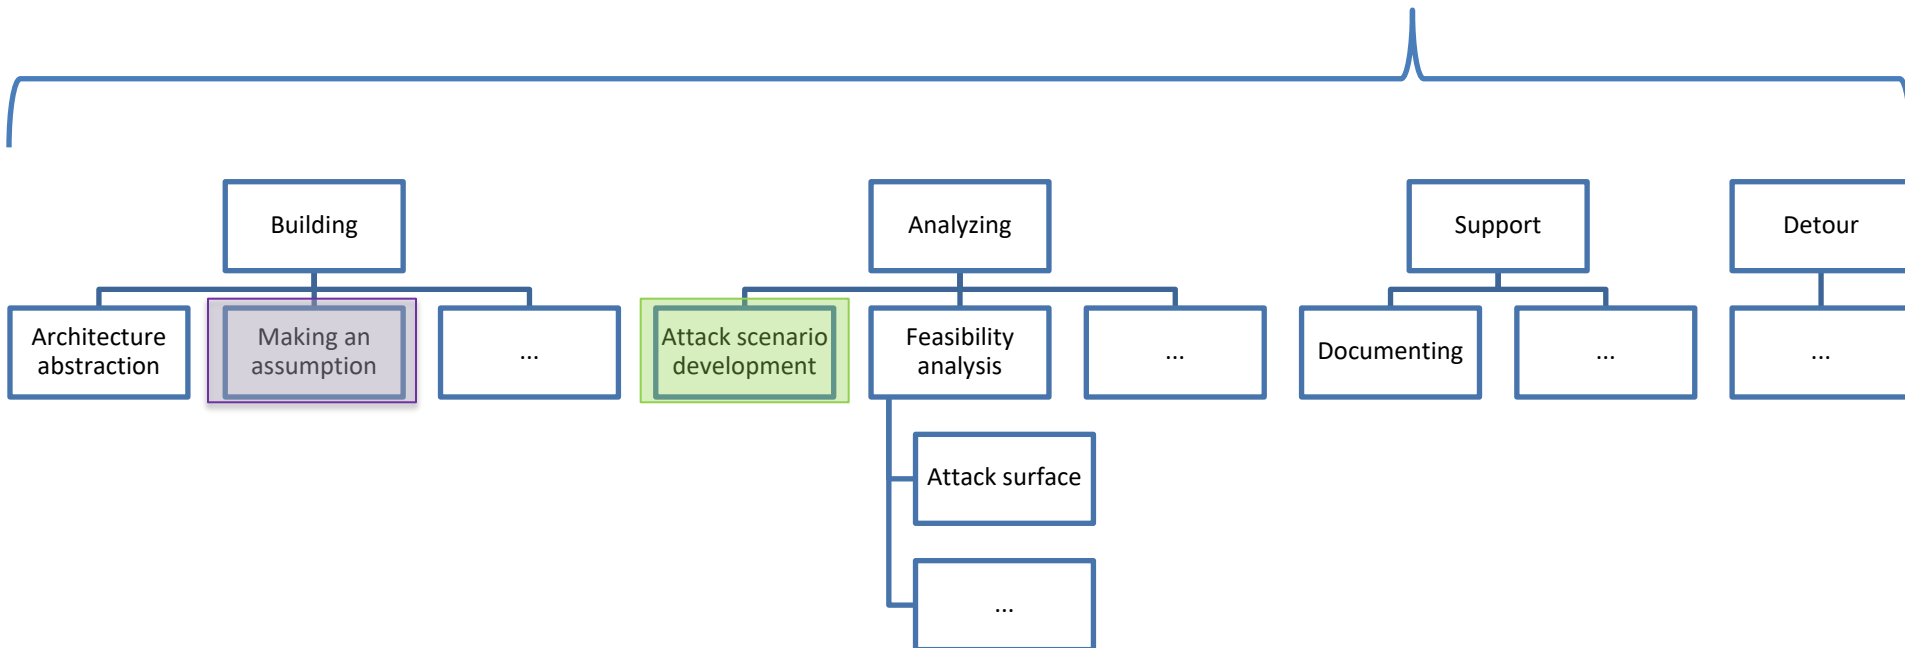 Building
Analyzing
Support
Detour
Architecture
abstraction
Making an
assumption
...
Attack scenario
development
Feasibility
analysis
...
Documenting
...
...
Attack surface
...